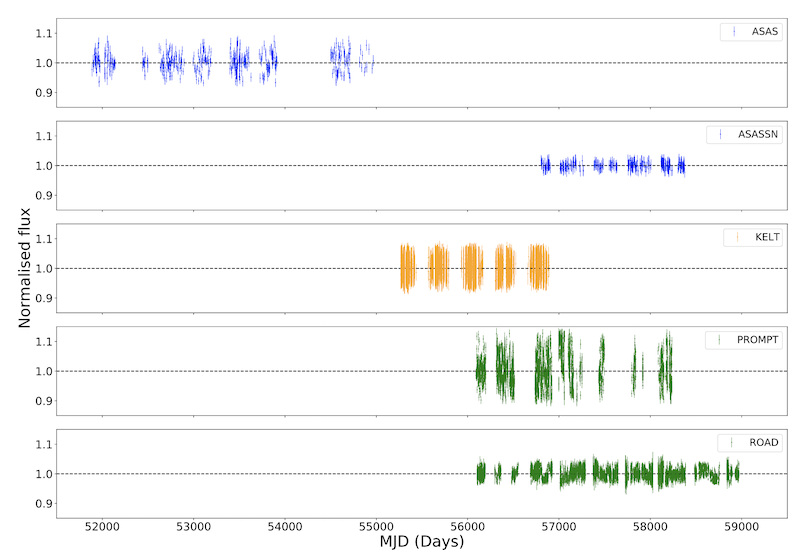 1.1
ASAS
1.0
0.9
1.1
ASASSN
1.0
0.9
Normalised flux
1.1
KELT
1.0
0.9
1.1
PROMPT
1.0
0.9
1.1
ROAD
1.0
0.9
52000 53000 54000 55000 56000 57000 58000 59000
MJD (Days)